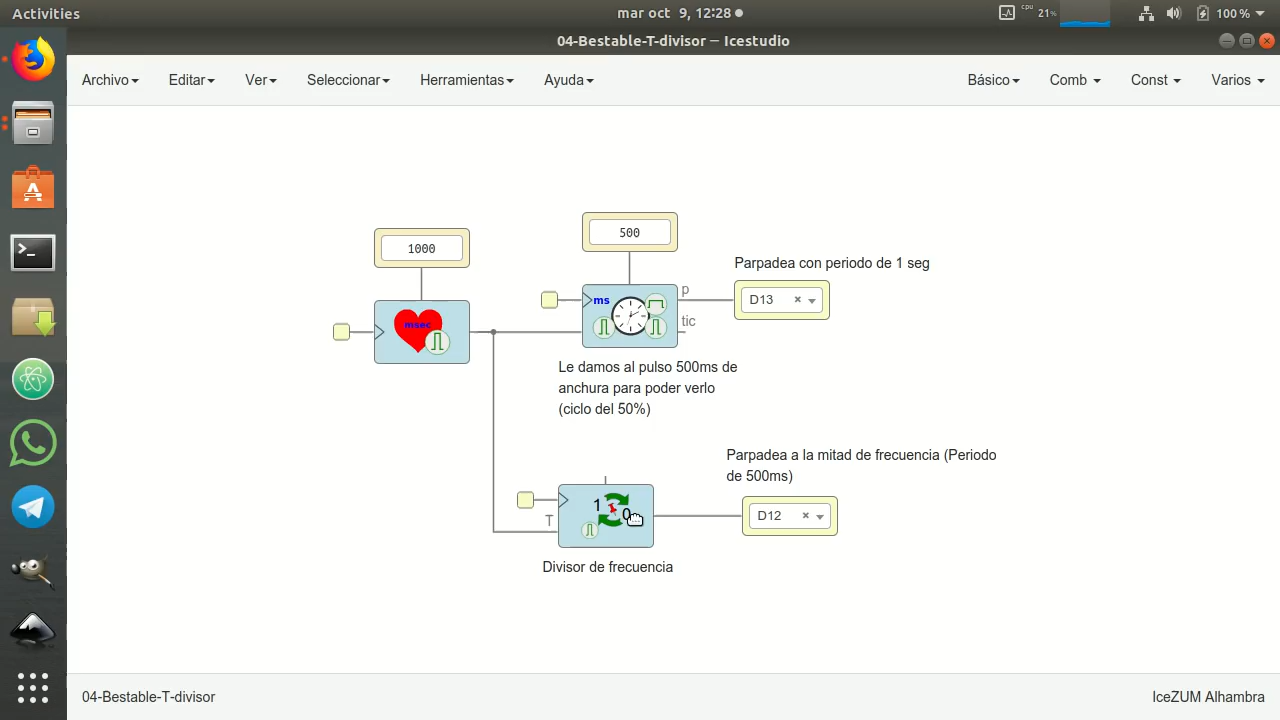 Activities
mar oct 9, 12:28
cpu
21%
100 %
04-Bestable-T-divisor – Icestudio
Archivo
Editar
Ver
Seleccionar
Herramientas
Ayuda
Básico
Comb
Const
Varios
1000
500
msec
ms
p
tic
Parpadea con periodo de 1 seg
D13 ×
Le damos al pulso 500ms de
anchura para poder verlo
(ciclo del 50%)
Parpadea a la mitad de frecuencia (Periodo
de 500ms)
T
1
0
D12 ×
Divisor de frecuencia
04-Bestable-T-divisor
IceZUM Alhambra